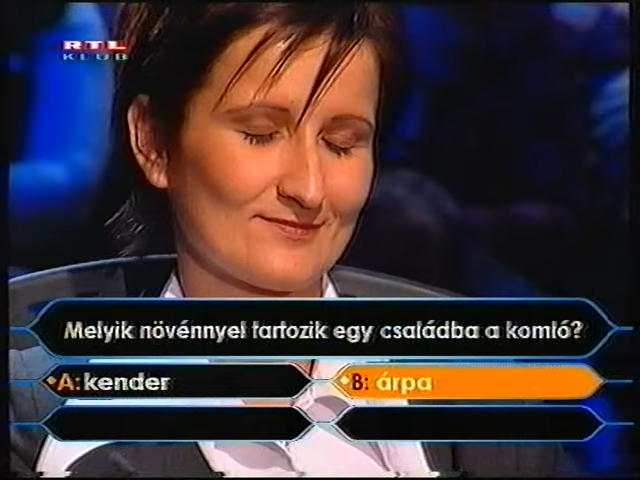 RTL
KLUB
Melyik növénnyel tartozik egy családba a komló?
A: kender
B: árpa